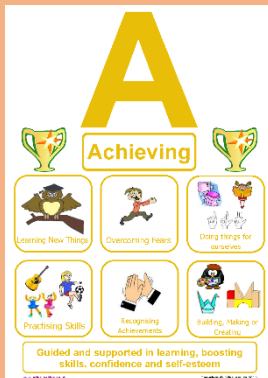 A
Achieving
Learning New Things
Overcoming Fears
Doing things for
ourselves
Practising Skills
Recognising
Achievements
Building, Making or
Creating
Guided and supported in learning, boosting
skills, confidence and self-esteem